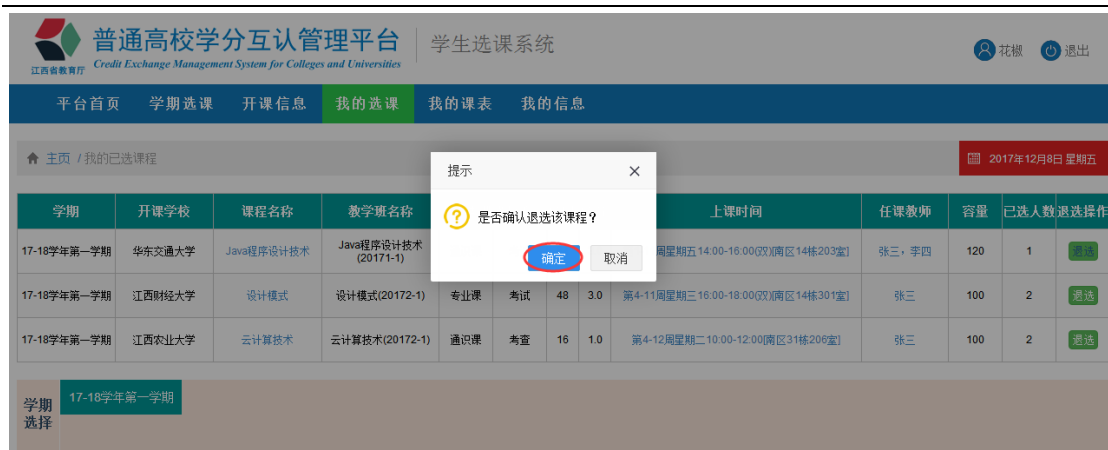 普通高校学分互认管理平台 学生选课系统
江西省教育厅 Credit Exchange Management System for Colleges and Universities
花椒 退出
平台首页 学期选课 开课信息 我的选课 我的课表 我的信息
主页 / 我的已选课程
2017年12月8日 星期五
提示
是否确认退选该课程?
确定 取消
学期 开课学校 课程名称 教学班名称 上课时间 任课教师 容量 已选人数 退选操作
17-18学年第一学期 华东交通大学 Java程序设计技术 Java程序设计技术(20171-1) 周星期五14:00-16:00(双)[南区14栋203室] 张三，李四 120 1 退选
17-18学年第一学期 江西财经大学 设计模式 设计模式(20172-1) 专业课 考试 48 3.0 第4-11周星期三16:00-18:00(双)[南区14栋301室] 张三 100 2 退选
17-18学年第一学期 江西农业大学 云计算技术 云计算技术(20172-1) 通识课 考查 16 1.0 第4-12周星期二10:00-12:00[南区31栋206室] 张三 100 2 退选
学期选择
17-18学年第一学期